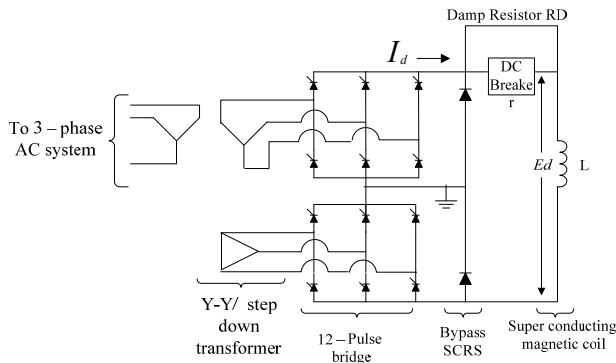 Damp Resistor RD
I d
DC
Breake
r
To 3 – phase
AC system
Ed
L
Y-Y/ step
down
transformer
12 – Pulse
bridge
Bypass
SCRS
Super conducting
magnetic coil